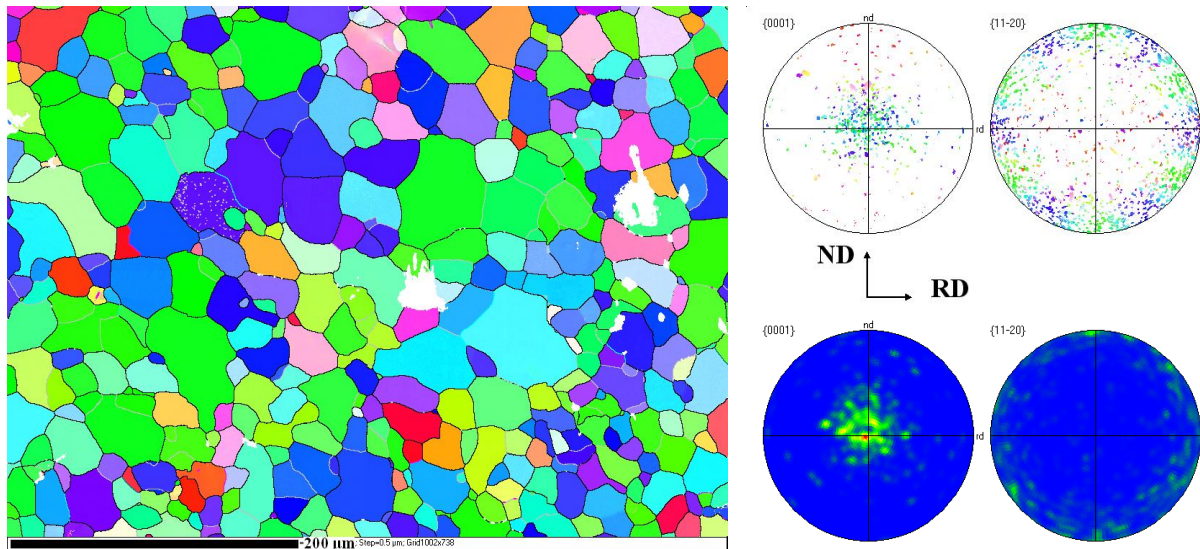 {0001} nd {11-20}
rd
ND
RD
{0001} nd {11-20}
rd
-200 µm; Step=0.5 µm; Grid1002x738